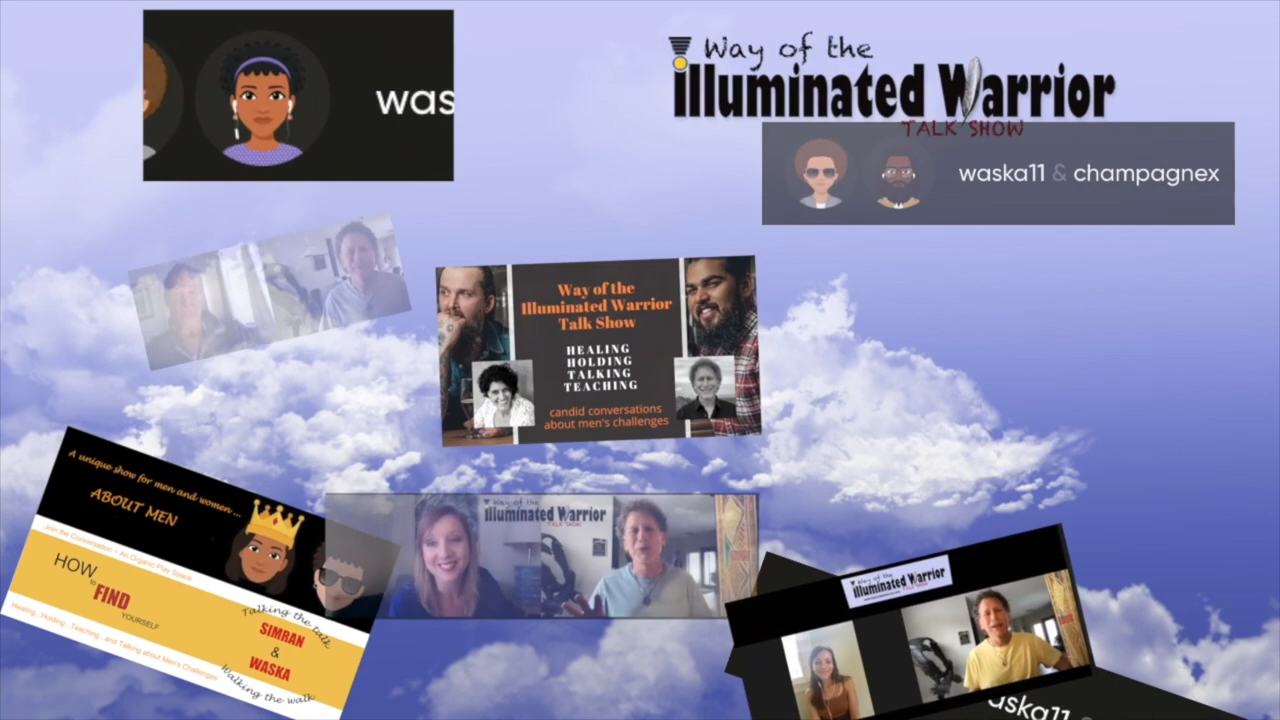 was
Way of the
illuminated Warrior
TALK SHOW
waska11 & champagnex
Way of the
Illuminated Warrior
Talk Show
HEALING
HOLDING
TALKING
TEACHING
candid conversations
about men's challenges
A unique show for men and women ...
ABOUT MEN
Join the Conversation ~ An Organic Play Space
HOW
to
FIND
YOURSELF
Talking the talk
SIMRAN
&
WASKA
Walking the walk
Healing...Holding...Teaching...and Talking about Men's Challenges
Way of the
illuminated Warrior
TALK SHOW
Way of the
illuminated Warrior
TALK SHOW
aska11 &